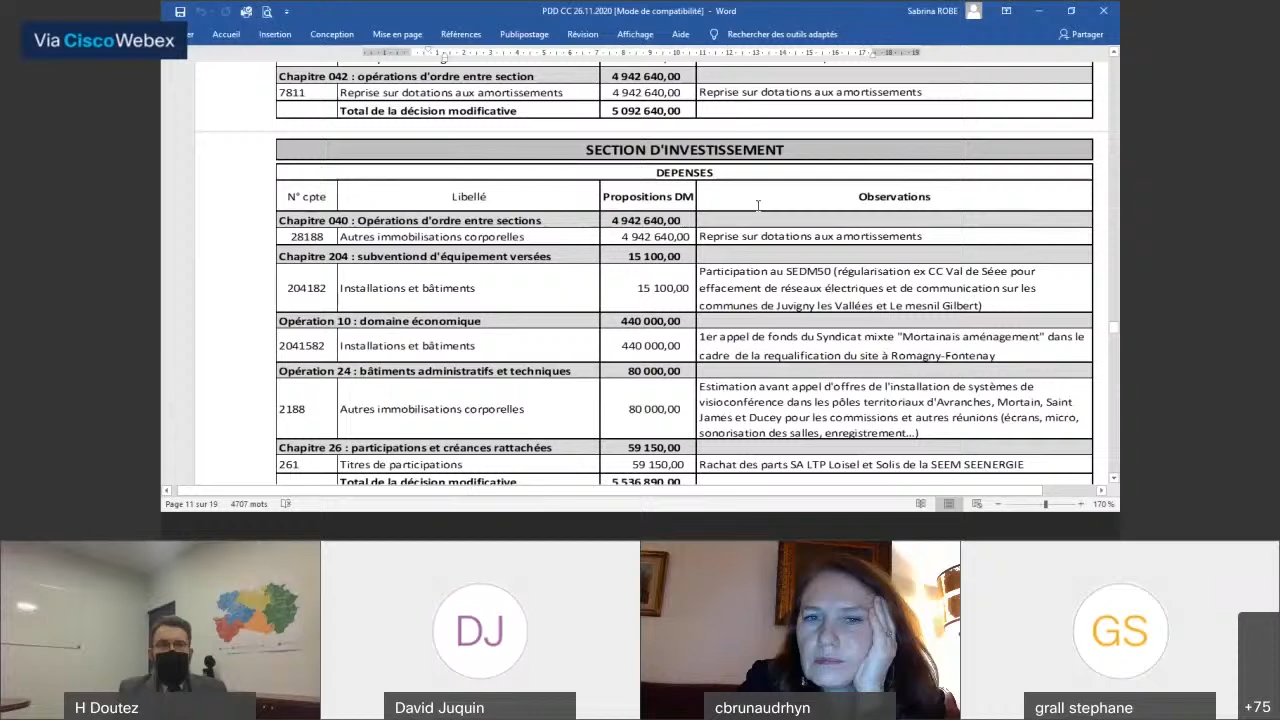 PDD CC 26.11.2020 [Mode de compatibilité] - Word
Sabrina ROBE
Via CiscoWebex
Accueil Insertion Conception Mise en page Références Publipostage Révision Affichage Aide Rechercher des outils adaptés Partager
Chapitre 042 : opérations d'ordre entre section 4 942 640,00
7811 Reprise sur dotations aux amortissements 4 942 640,00 Reprise sur dotations aux amortissements
Total de la décision modificative 5 092 640,00
SECTION D'INVESTISSEMENT
DEPENSES
N° cpte Libellé Propositions DM Observations
Chapitre 040 : Opérations d'ordre entre sections 4 942 640,00
28188 Autres immobilisations corporelles 4 942 640,00 Reprise sur dotations aux amortissements
Chapitre 204 : subventiond d'équipement versées 15 100,00
204182 Installations et bâtiments 15 100,00 Participation au SEDM50 (régularisation ex CC Val de Séee pour
effacement de réseaux électriques et de communication sur les
communes de Juvigny les Vallées et Le mesnil Gilbert)
Opération 10 : domaine économique 440 000,00
2041582 Installations et bâtiments 440 000,00 1er appel de fonds du Syndicat mixte "Mortainais aménagement" dans le
cadre de la requalification du site à Romagny-Fontenay
Opération 24 : bâtiments administratifs et techniques 80 000,00
2188 Autres immobilisations corporelles 80 000,00 Estimation avant appel d'offres de l'installation de systèmes de
visioconférence dans les pôles territoriaux d'Avranches, Mortain, Saint
James et Ducey pour les commissions et autres réunions (écrans, micro,
sonorisation des salles, enregistrement...)
Chapitre 26 : participations et créances rattachées 59 150,00
261 Titres de participations 59 150,00 Rachat des parts SA LTP Loisel et Solis de la SEEM SEENERGIE
Total de la décision modificative 5 536 890,00
Page 11 sur 19 4707 mots 170 %
DJ
GS
H Doutez
David Juquin
cbrunaudrhyn
grall stephane
+75